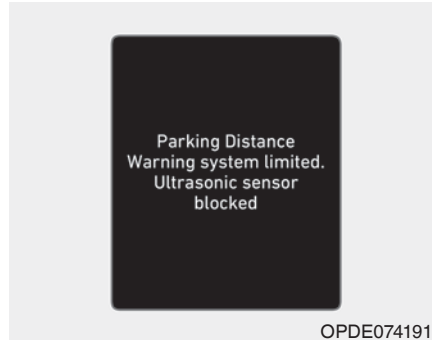 Parking Distance
Warning system limited.
Ultrasonic sensor
blocked
OPDE074191